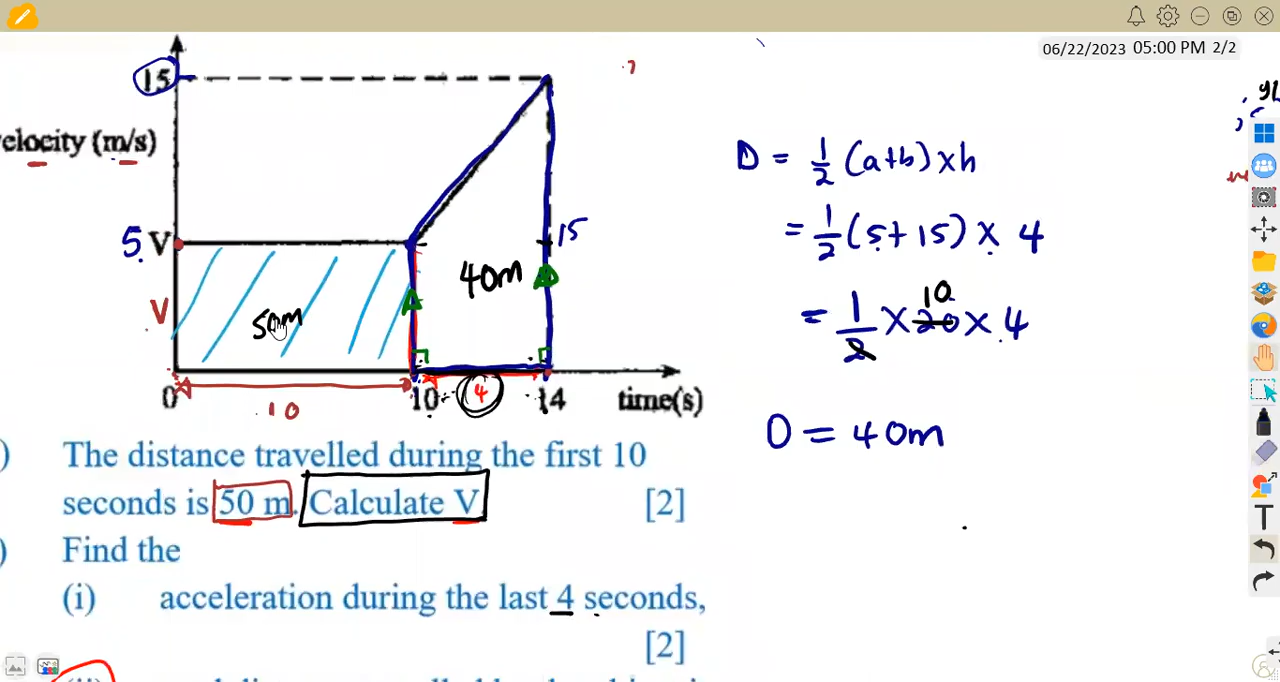 06/22/2023 05:00 PM 2/2
15
elocity (m/s)
5 V
15
V
50m
40m
0
10
10
4
14
time(s)
D = 1/2 (a+b) x h
= 1/2 (5+15) x 4
10
= 1/2 x 20 x 4
D = 40m
) The distance travelled during the first 10
seconds is 50 m. Calculate V [2]
) Find the
(i) acceleration during the last 4 seconds,
[2]